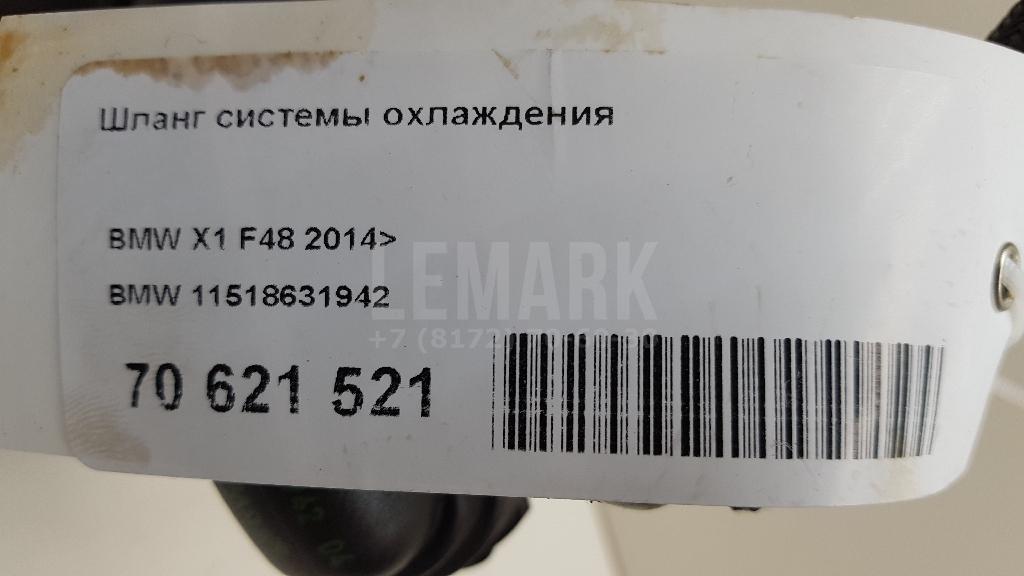 Шланг системы охлаждения
BMW X1 F48 2014>
LEMARK
BMW 11518631942
70 621 521